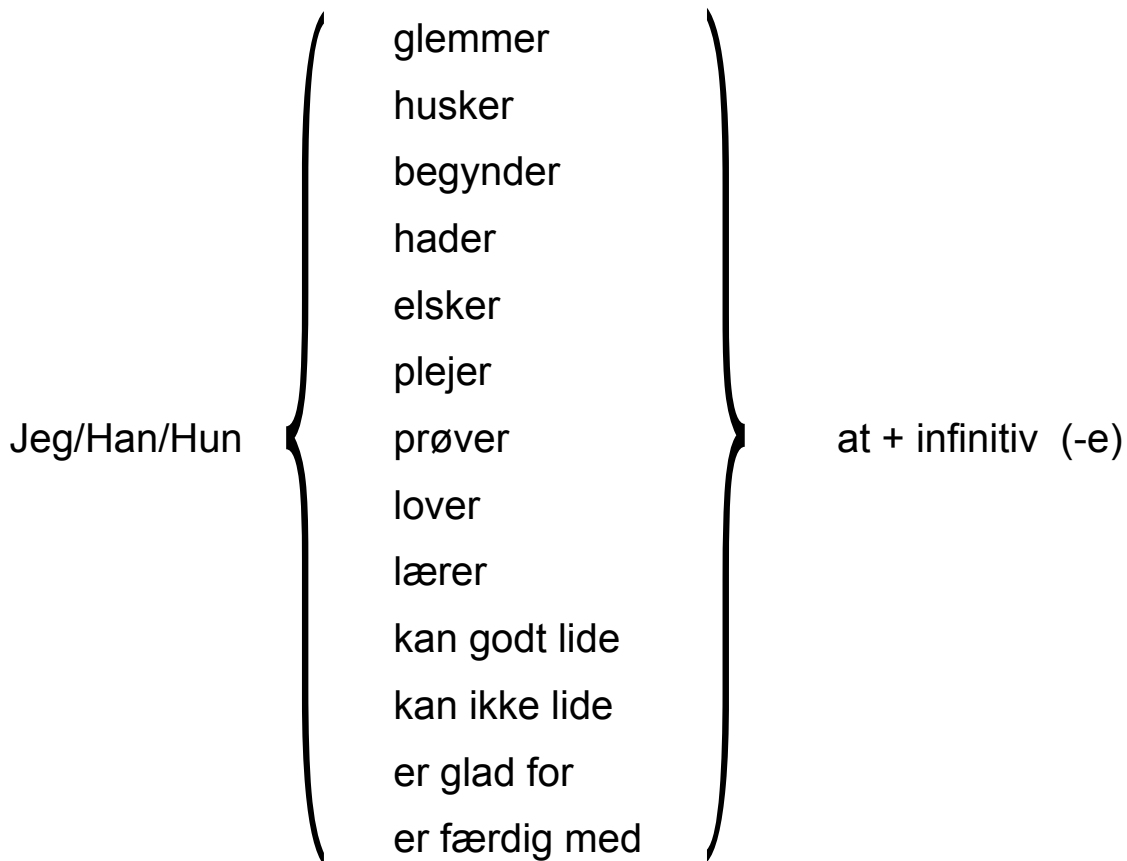 glemmer
husker
begynder
hader
elsker
plejer
Jeg/Han/Hun prøver at + infinitiv (-e)
lover
lærer
kan godt lide
kan ikke lide
er glad for
er færdig med